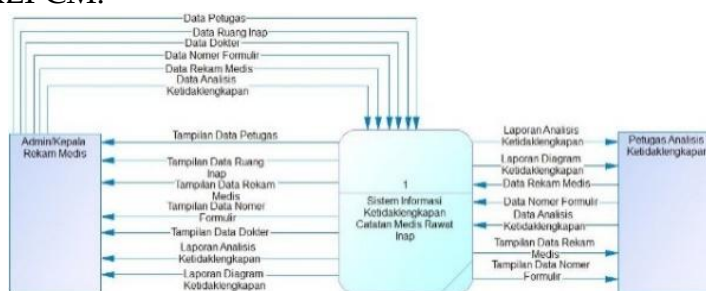 Data Petugas
Data Ruang Inap
Data Dokter
Data Nomer Formulir
Data Rekam Medis
Data Analisis
Ketidaklengkapan
Admin/Kepala
Rekam Medis
Tampilan Data Petugas
Tampilan Data Ruang
Inap
Tampilan Data Rekam
Medis
Tampilan Data Nomer
Formulir
Tampilan Data Dokter
Laporan Analisis
Ketidaklengkapan
Laporan Diagram
Ketidaklengkapan
1
Sistem Informasi
Ketidaklengkapan
Catatan Medis Rawat
Inap
Laporan Analisis
Ketidaklengkapan
Laporan Diagram
Ketidaklengkapan
Data Rekam Medis
Data Nomer Formulir
Data Analisis
Ketidaklengkapan
Tampilan Data Rekam
Medis
Tampilan Data Nomer
Formulir
Petugas Analisis
Ketidaklengkapan